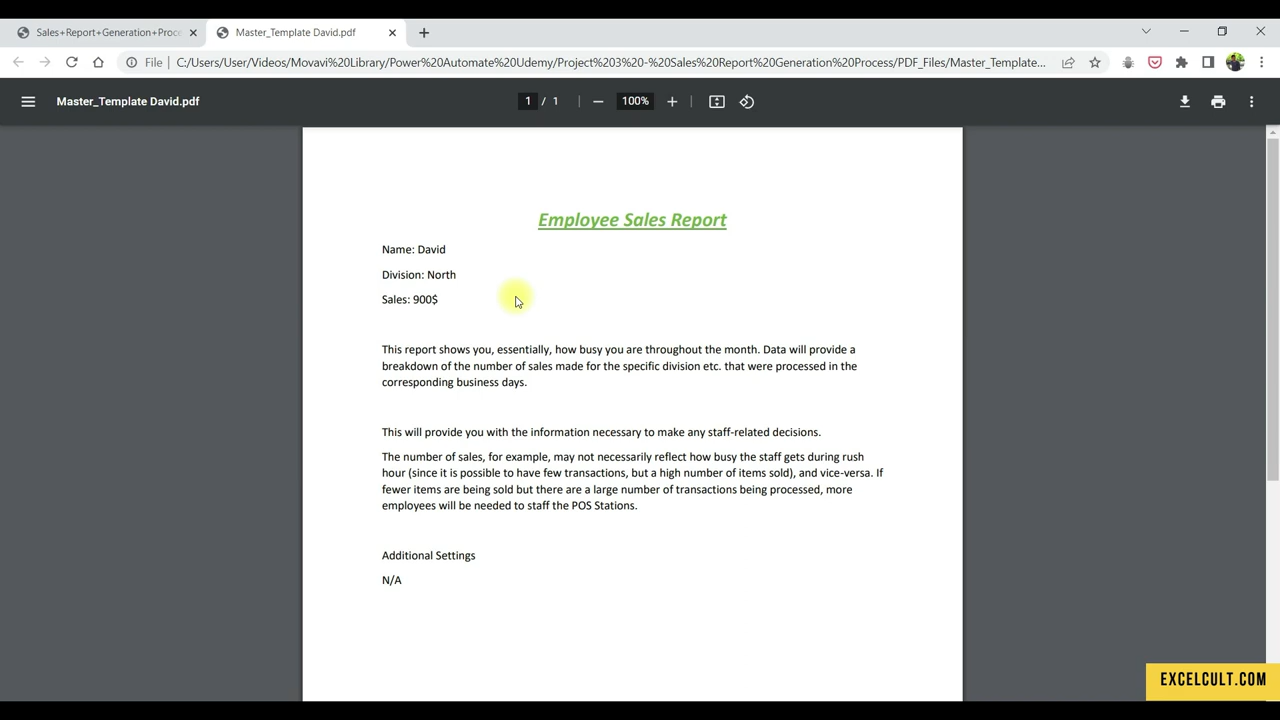 Sales+Report+Generation+Proc
Master_Template David.pdf
File
C:/Users/User/Videos/Movavi%20Library/Power%20Automate%20Udemy/Project%203%20-%20Sales%20Report%20Generation%20Process/PDF_Files/Master_Template...
Master_Template David.pdf
1 / 1
100%
Employee Sales Report
Name: David
Division: North
Sales: 900$
This report shows you, essentially, how busy you are throughout the month. Data will provide a
breakdown of the number of sales made for the specific division etc. that were processed in the
corresponding business days.
This will provide you with the information necessary to make any staff-related decisions.
The number of sales, for example, may not necessarily reflect how busy the staff gets during rush
hour (since it is possible to have few transactions, but a high number of items sold), and vice-versa. If
fewer items are being sold but there are a large number of transactions being processed, more
employees will be needed to staff the POS Stations.
Additional Settings
N/A
EXCELCULT.COM